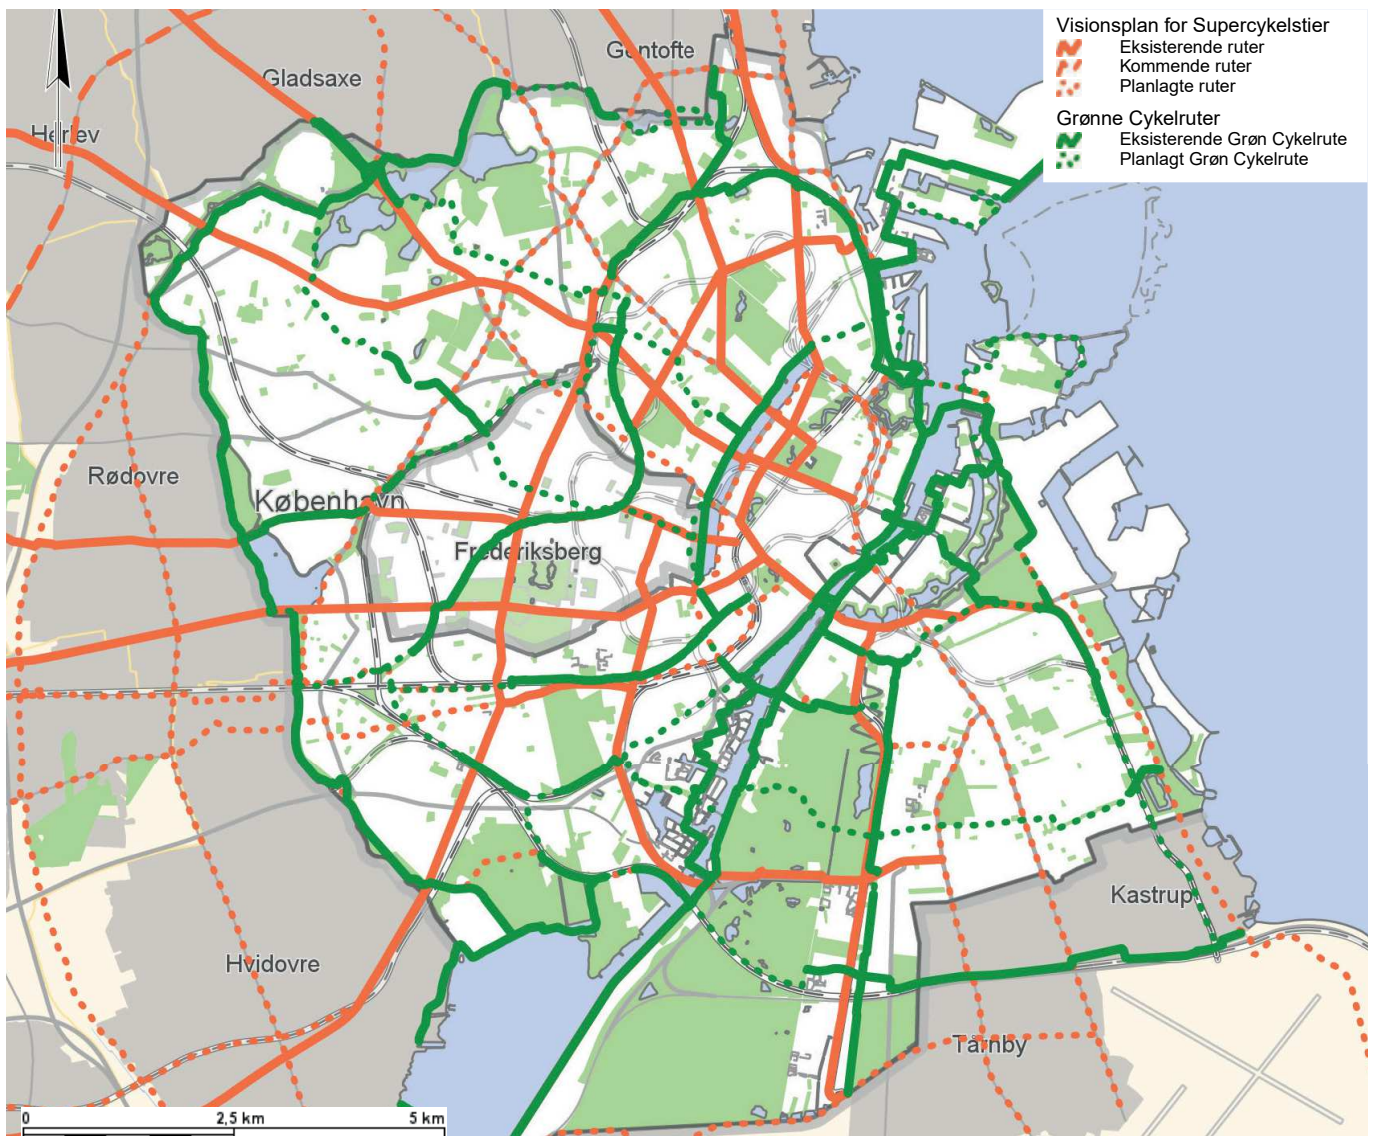 Visionsplan for Supercykelstier
Eksisterende ruter
Kommende ruter
Planlagte ruter
Grønne Cykelruter
Eksisterende Grøn Cykelrute
Planlagt Grøn Cykelrute
Gentofte
Gladsaxe
Herlev
Rødovre
København
Frederiksberg
Kastrup
Hvidovre
Tårnby
0 2,5 km 5 km